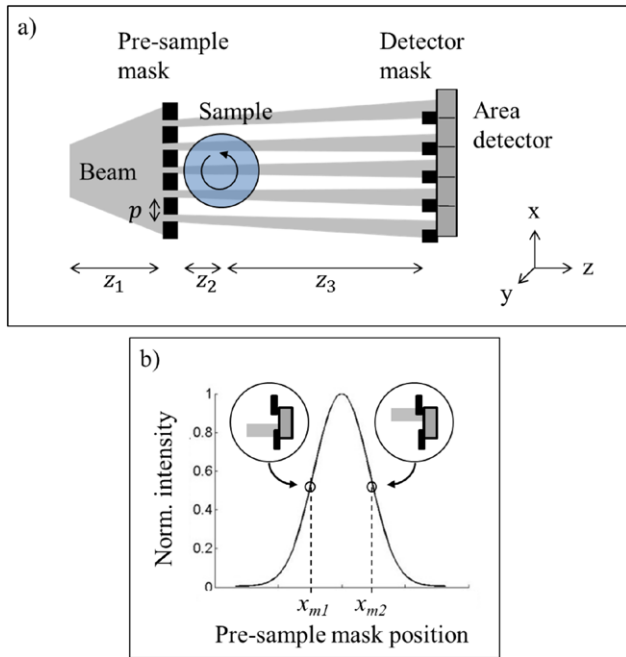 a)
Pre-sample
mask
Detector
mask
Sample
Area
detector
Beam
p
x
y
z
z1
z2
z3
b)
Norm. intensity
1
0.8
0.6
0.4
0.2
0
xm1
xm2
Pre-sample mask position